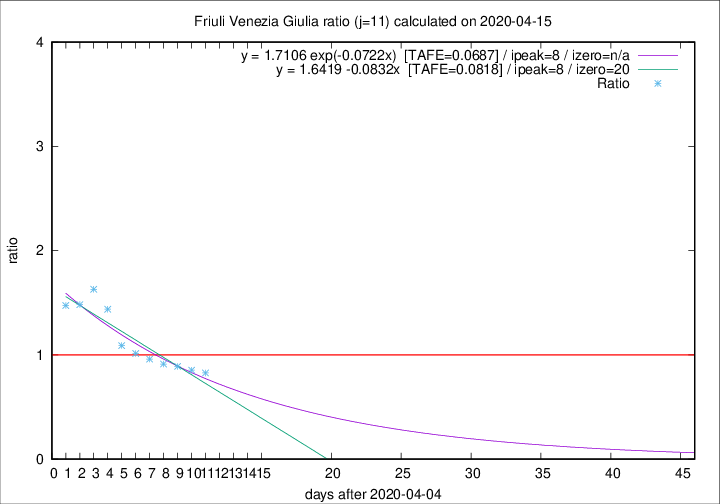 Friuli Venezia Giulia ratio (j=11) calculated on 2020-04-15
y = 1.7106 exp(-0.0722x) [TAFE=0.0687] / ipeak=8 / izero=n/a
y = 1.6419 -0.0832x [TAFE=0.0818] / ipeak=8 / izero=20
Ratio
4
3
2
1
0
ratio
0 1 2 3 4 5 6 7 8 9 10 11 12 13 14 15 20 25 30 35 40 45
days after 2020-04-04